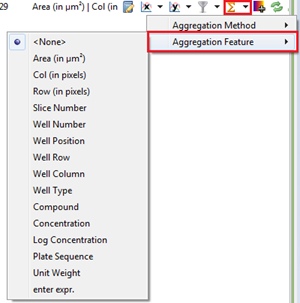 29 Area (in µm²) | Col (in x y Σ
Aggregation Method
Aggregation Feature
<None>
Area (in µm²)
Col (in pixels)
Row (in pixels)
Slice Number
Well Number
Well Position
Well Row
Well Column
Well Type
Compound
Concentration
Log Concentration
Plate Sequence
Unit Weight
enter expr.